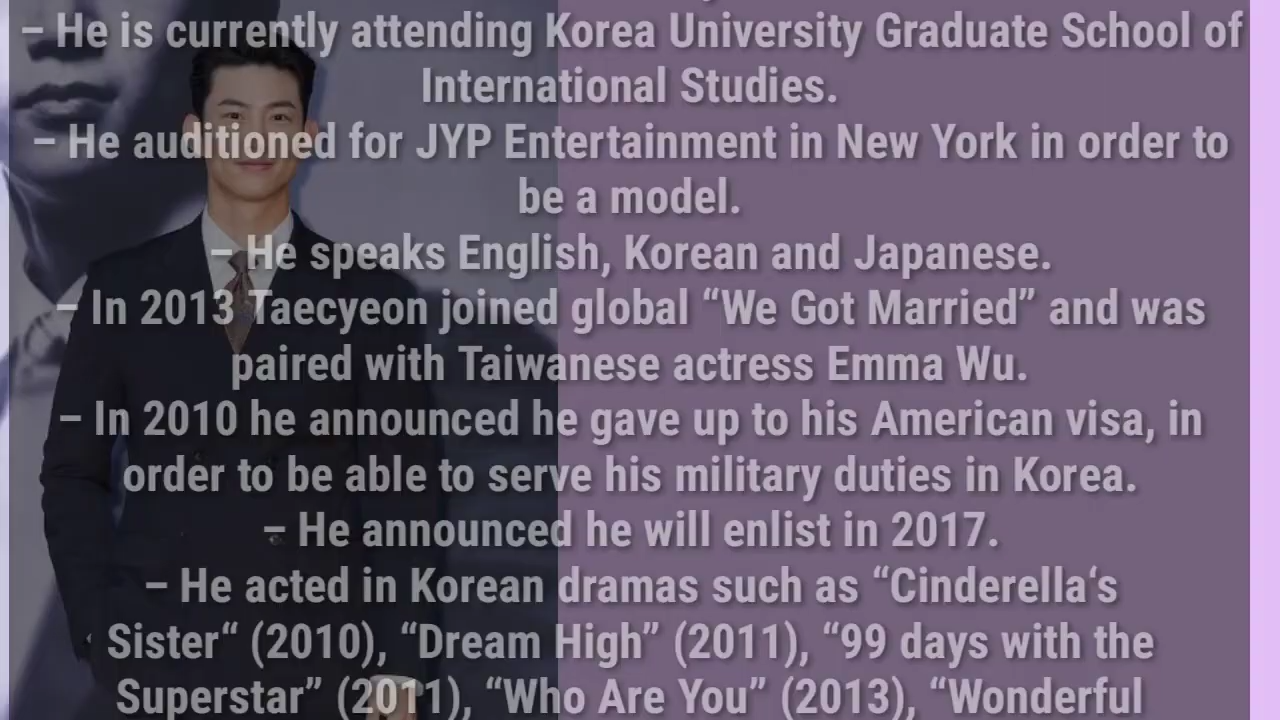 – He is currently attending Korea University Graduate School of
International Studies.
– He auditioned for JYP Entertainment in New York in order to
be a model.
– He speaks English, Korean and Japanese.
– In 2013 Taecyeon joined global “We Got Married” and was
paired with Taiwanese actress Emma Wu.
– In 2010 he announced he gave up to his American visa, in
order to be able to serve his military duties in Korea.
– He announced he will enlist in 2017.
– He acted in Korean dramas such as “Cinderella‘s
Sister“ (2010), “Dream High” (2011), “99 days with the
Superstar” (2011), “Who Are You” (2013), “Wonderful